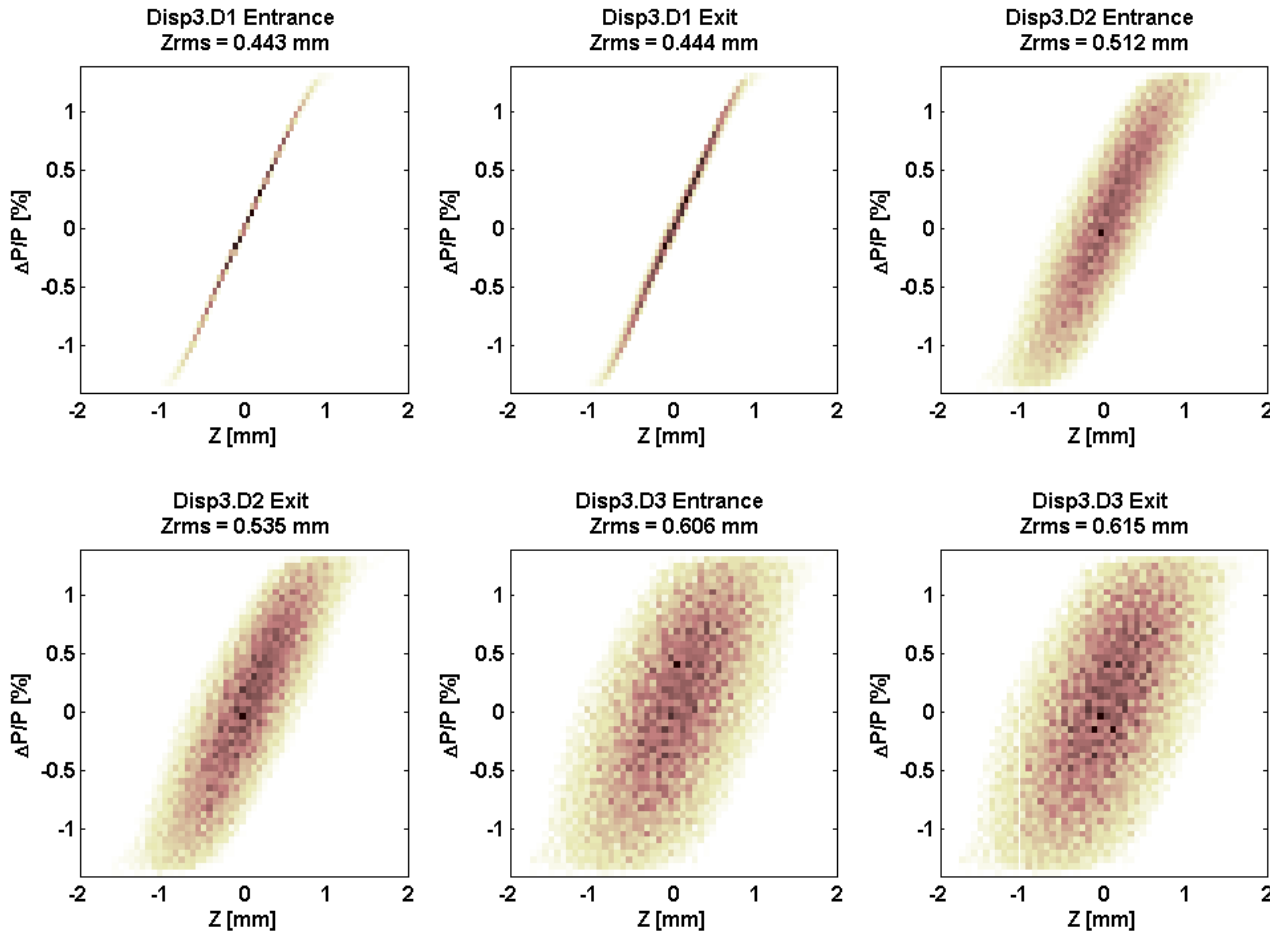 Disp3.D1 Entrance
Zrms = 0.443 mm
ΔP/P [%]
1
0.5
0
-0.5
-1
-2
-1
0
1
2
Z [mm]
Disp3.D1 Exit
Zrms = 0.444 mm
ΔP/P [%]
1
0.5
0
-0.5
-1
-2
-1
0
1
2
Z [mm]
Disp3.D2 Entrance
Zrms = 0.512 mm
ΔP/P [%]
1
0.5
0
-0.5
-1
-2
-1
0
1
2
Z [mm]
Disp3.D2 Exit
Zrms = 0.535 mm
ΔP/P [%]
1
0.5
0
-0.5
-1
-2
-1
0
1
2
Z [mm]
Disp3.D3 Entrance
Zrms = 0.606 mm
ΔP/P [%]
1
0.5
0
-0.5
-1
-2
-1
0
1
2
Z [mm]
Disp3.D3 Exit
Zrms = 0.615 mm
ΔP/P [%]
1
0.5
0
-0.5
-1
-2
-1
0
1
2
Z [mm]